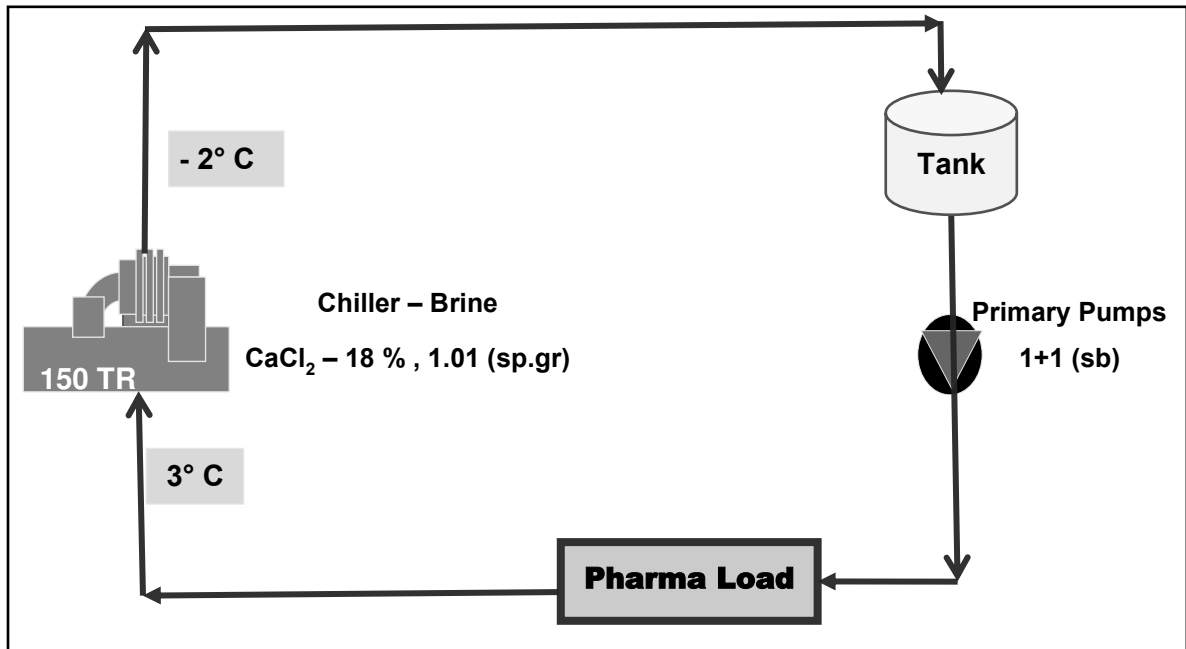 - 2° C
Tank
Chiller – Brine
CaCl₂ – 18 % , 1.01 (sp.gr)
Primary Pumps
1+1 (sb)
150 TR
3° C
Pharma Load